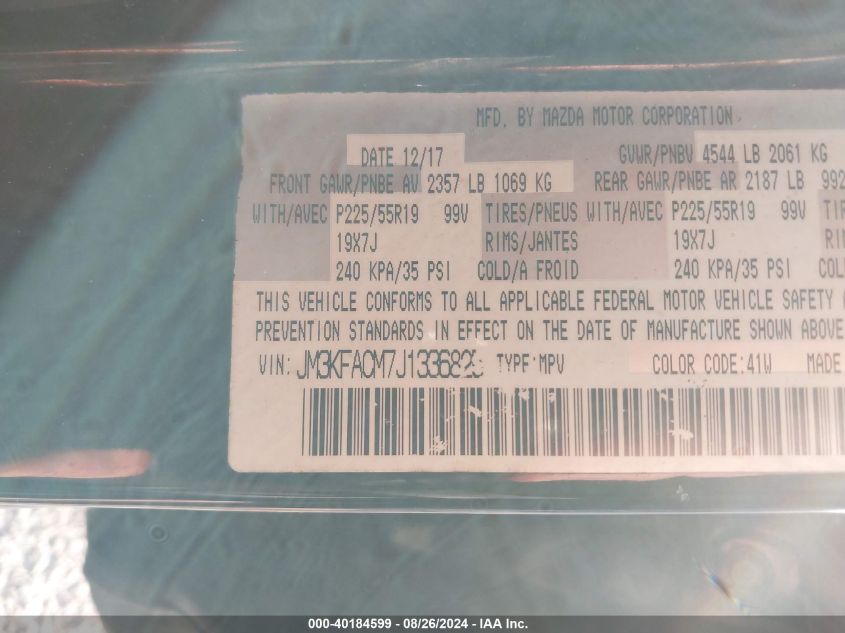 MFD. BY MAZDA MOTOR CORPORATION
DATE 12/17 GVWR/PNBV 4544 LB 2061 KG
FRONT GAWR/PNBE AV 2357 LB 1069 KG REAR GAWR/PNBE AR 2187 LB 992
WITH/AVEC P225/55R19 99V TIRES/PNEUS WITH/AVEC P225/55R19 99V TIRE
19X7J RIMS/JANTES 19X7J RIM
240 KPA/35 PSI COLD/A FROID 240 KPA/35 PSI COL
THIS VEHICLE CONFORMS TO ALL APPLICABLE FEDERAL MOTOR VEHICLE SAFETY
PREVENTION STANDARDS IN EFFECT ON THE DATE OF MANUFACTURE SHOWN ABOVE
VIN: TYPE:MPV COLOR CODE:41W MADE
000-40184599 - 08/26/2024 - IAA Inc.